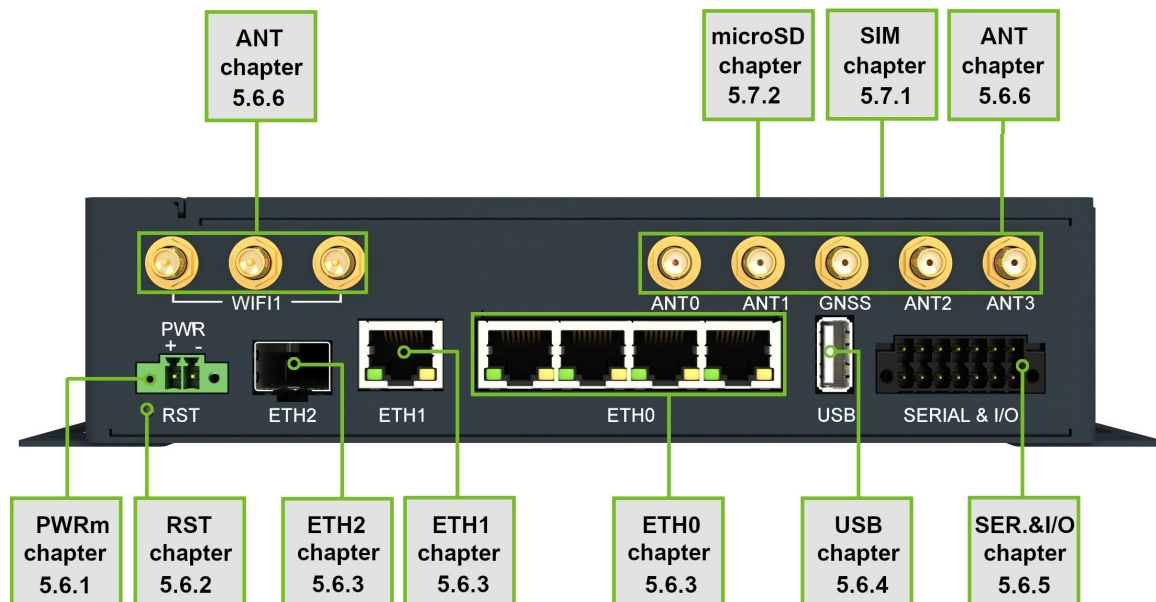 ANT
chapter
5.6.6
microSD
chapter
5.7.2
SIM
chapter
5.7.1
ANT
chapter
5.6.6
WIFI1
ANT0
ANT1
GNSS
ANT2
ANT3
PWR
+ -
RST
ETH2
ETH1
ETH0
USB
SERIAL & I/O
PWRm
chapter
5.6.1
RST
chapter
5.6.2
ETH2
chapter
5.6.3
ETH1
chapter
5.6.3
ETH0
chapter
5.6.3
USB
chapter
5.6.4
SER.&I/O
chapter
5.6.5